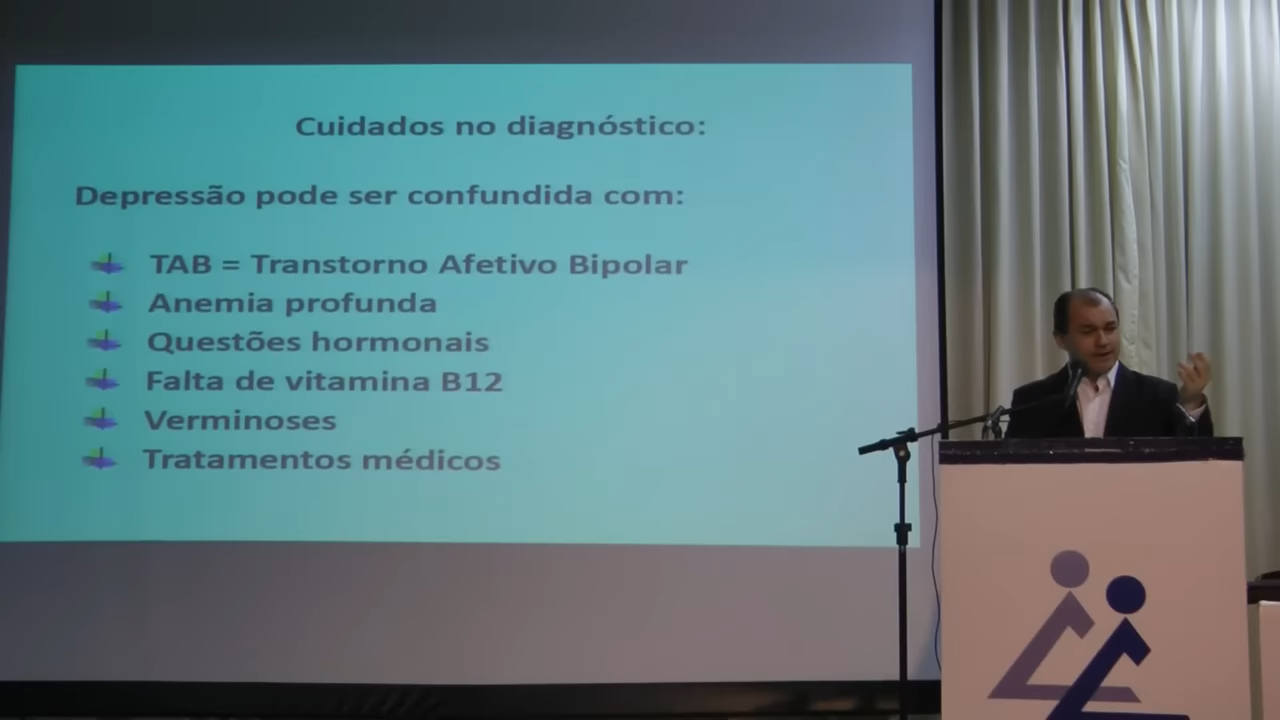 Cuidados no diagnóstico:
Depressão pode ser confundida com:
TAB = Transtorno Afetivo Bipolar
Anemia profunda
Questões hormonais
Falta de vitamina B12
Verminoses
Tratamentos médicos